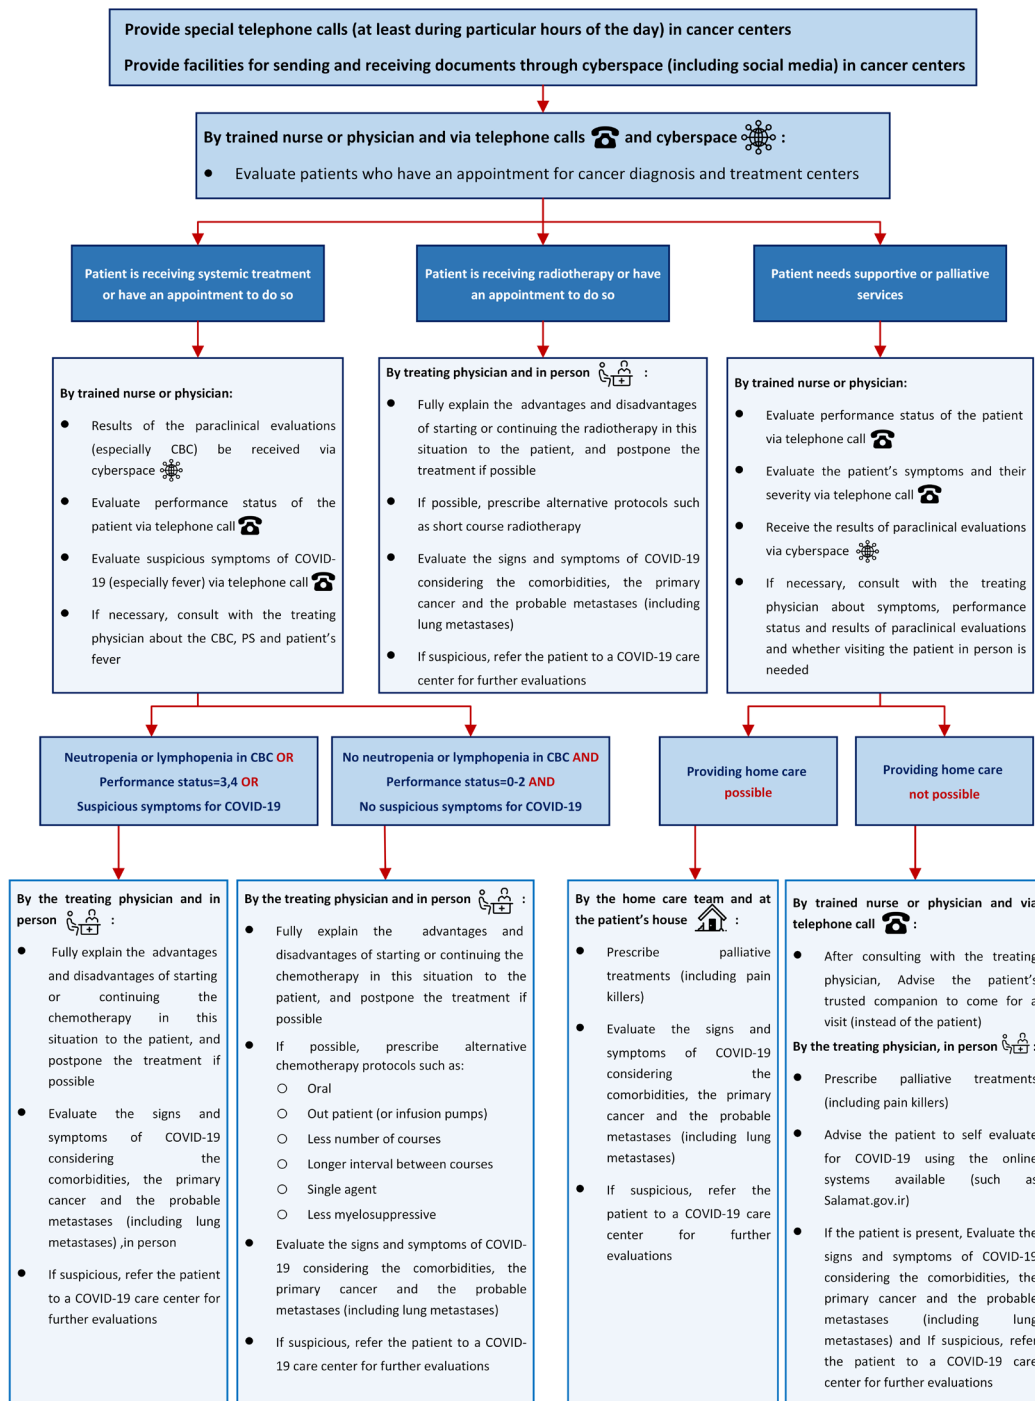 Provide special telephone calls (at least during particular hours of the day) in cancer centers
Provide facilities for sending and receiving documents through cyberspace (including social media) in cancer centers
By trained nurse or physician and via telephone calls and cyberspace :
● Evaluate patients who have an appointment for cancer diagnosis and treatment centers
Patient is receiving systemic treatment
or have an appointment to do so
Patient is receiving radiotherapy or have
an appointment to do so
Patient needs supportive or palliative
services
By trained nurse or physician:
● Results of the paraclinical evaluations
(especially CBC) be received via
cyberspace
● Evaluate performance status of the
patient via telephone call
● Evaluate suspicious symptoms of COVID-
19 (especially fever) via telephone call
● If necessary, consult with the treating
physician about the CBC, PS and patient's
fever
By treating physician and in person :
● Fully explain the advantages and disadvantages
of starting or continuing the radiotherapy in this
situation to the patient, and postpone the
treatment if possible
● If possible, prescribe alternative protocols such
as short course radiotherapy
● Evaluate the signs and symptoms of COVID-19
considering the comorbidities, the primary
cancer and the probable metastases (including
lung metastases)
● If suspicious, refer the patient to a COVID-19 care
center for further evaluations
By trained nurse or physician:
● Evaluate performance status of the patient
via telephone call
● Evaluate the patient's symptoms and their
severity via telephone call
● Receive the results of paraclinical evaluations
via cyberspace
● If necessary, consult with the treating
physician about symptoms, performance
status and results of paraclinical evaluations
and whether visiting the patient in person is
needed
Neutropenia or lymphopenia in CBC OR
Performance status=3,4 OR
Suspicious symptoms for COVID-19
No neutropenia or lymphopenia in CBC AND
Performance status=0-2 AND
No suspicious symptoms for COVID-19
Providing home care
possible
Providing home care
not possible
By the treating physician and in
person :
● Fully explain the advantages
and disadvantages of starting
or continuing the
chemotherapy in this
situation to the patient, and
postpone the treatment if
possible
● Evaluate the signs and
symptoms of COVID-19
considering the
comorbidities, the primary
cancer and the probable
metastases (including lung
metastases) ,in person
● If suspicious, refer the patient
to a COVID-19 care center for
further evaluations
By the treating physician and in person :
● Fully explain the advantages and
disadvantages of starting or continuing the
chemotherapy in this situation to the
patient, and postpone the treatment if
possible
● If possible, prescribe alternative
chemotherapy protocols such as:
○ Oral
○ Out patient (or infusion pumps)
○ Less number of courses
○ Longer interval between courses
○ Single agent
○ Less myelosuppressive
● Evaluate the signs and symptoms of COVID-
19 considering the comorbidities, the
primary cancer and the probable
metastases (including lung metastases)
● If suspicious, refer the patient to a COVID-
19 care center for further evaluations
By the home care team and at
the patient's house :
● Prescribe palliative
treatments (including pain
killers)
● Evaluate the signs and
symptoms of COVID-19
considering the
comorbidities, the primary
cancer and the probable
metastases (including lung
metastases)
● If suspicious, refer the
patient to a COVID-19 care
center for further
evaluations
By trained nurse or physician and via
telephone call :
● After consulting with the treating
physician, Advise the patient's
trusted companion to come for a
visit (instead of the patient)
By the treating physician, in person :
● Prescribe palliative treatments
(including pain killers)
● Advise the patient to self evaluate
for COVID-19 using the online
systems available (such as
Salamat.gov.ir)
● If the patient is present, Evaluate the
signs and symptoms of COVID-19
considering the comorbidities, the
primary cancer and the probable
metastases (including lung
metastases) and If suspicious, refer
the patient to a COVID-19 care
center for further evaluations